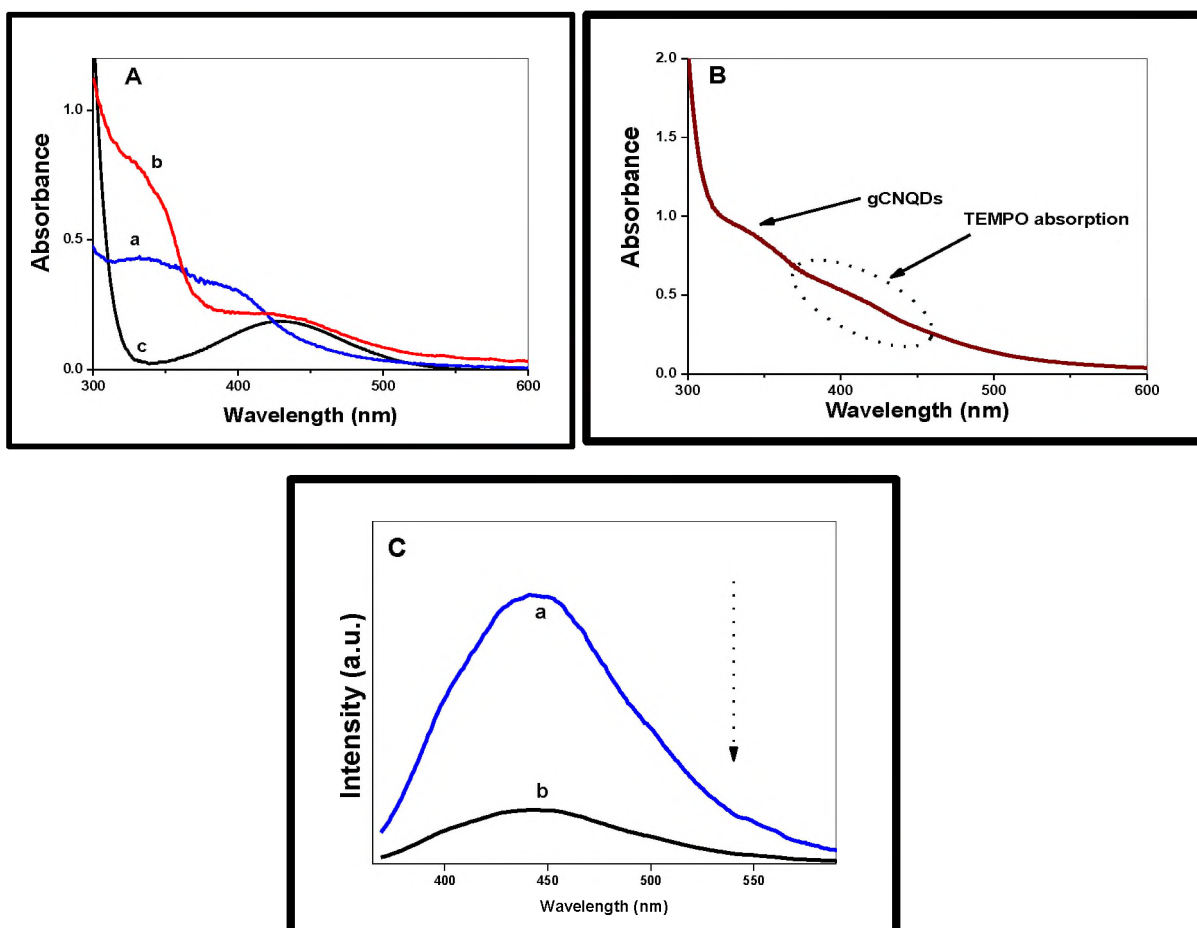 A
b
a
c
1.0
0.5
0.0
300
400
500
600
Absorbance
Wavelength (nm)
B
gCNQDs
TEMPO absorption
2.0
1.5
1.0
0.5
0.0
300
400
500
600
Absorbance
Wavelength (nm)
C
a
b
Intensity (a.u.)
400
450
500
550
Wavelength (nm)